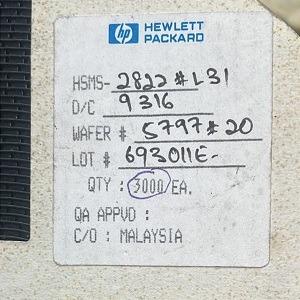 hp HEWLETT
PACKARD
HSMS- 2822#L31
D/C 9316
WAFER # 5797#20
LOT # 693011E-
QTY : 3000/EA.
QA APPVD :
C/O : MALAYSIA